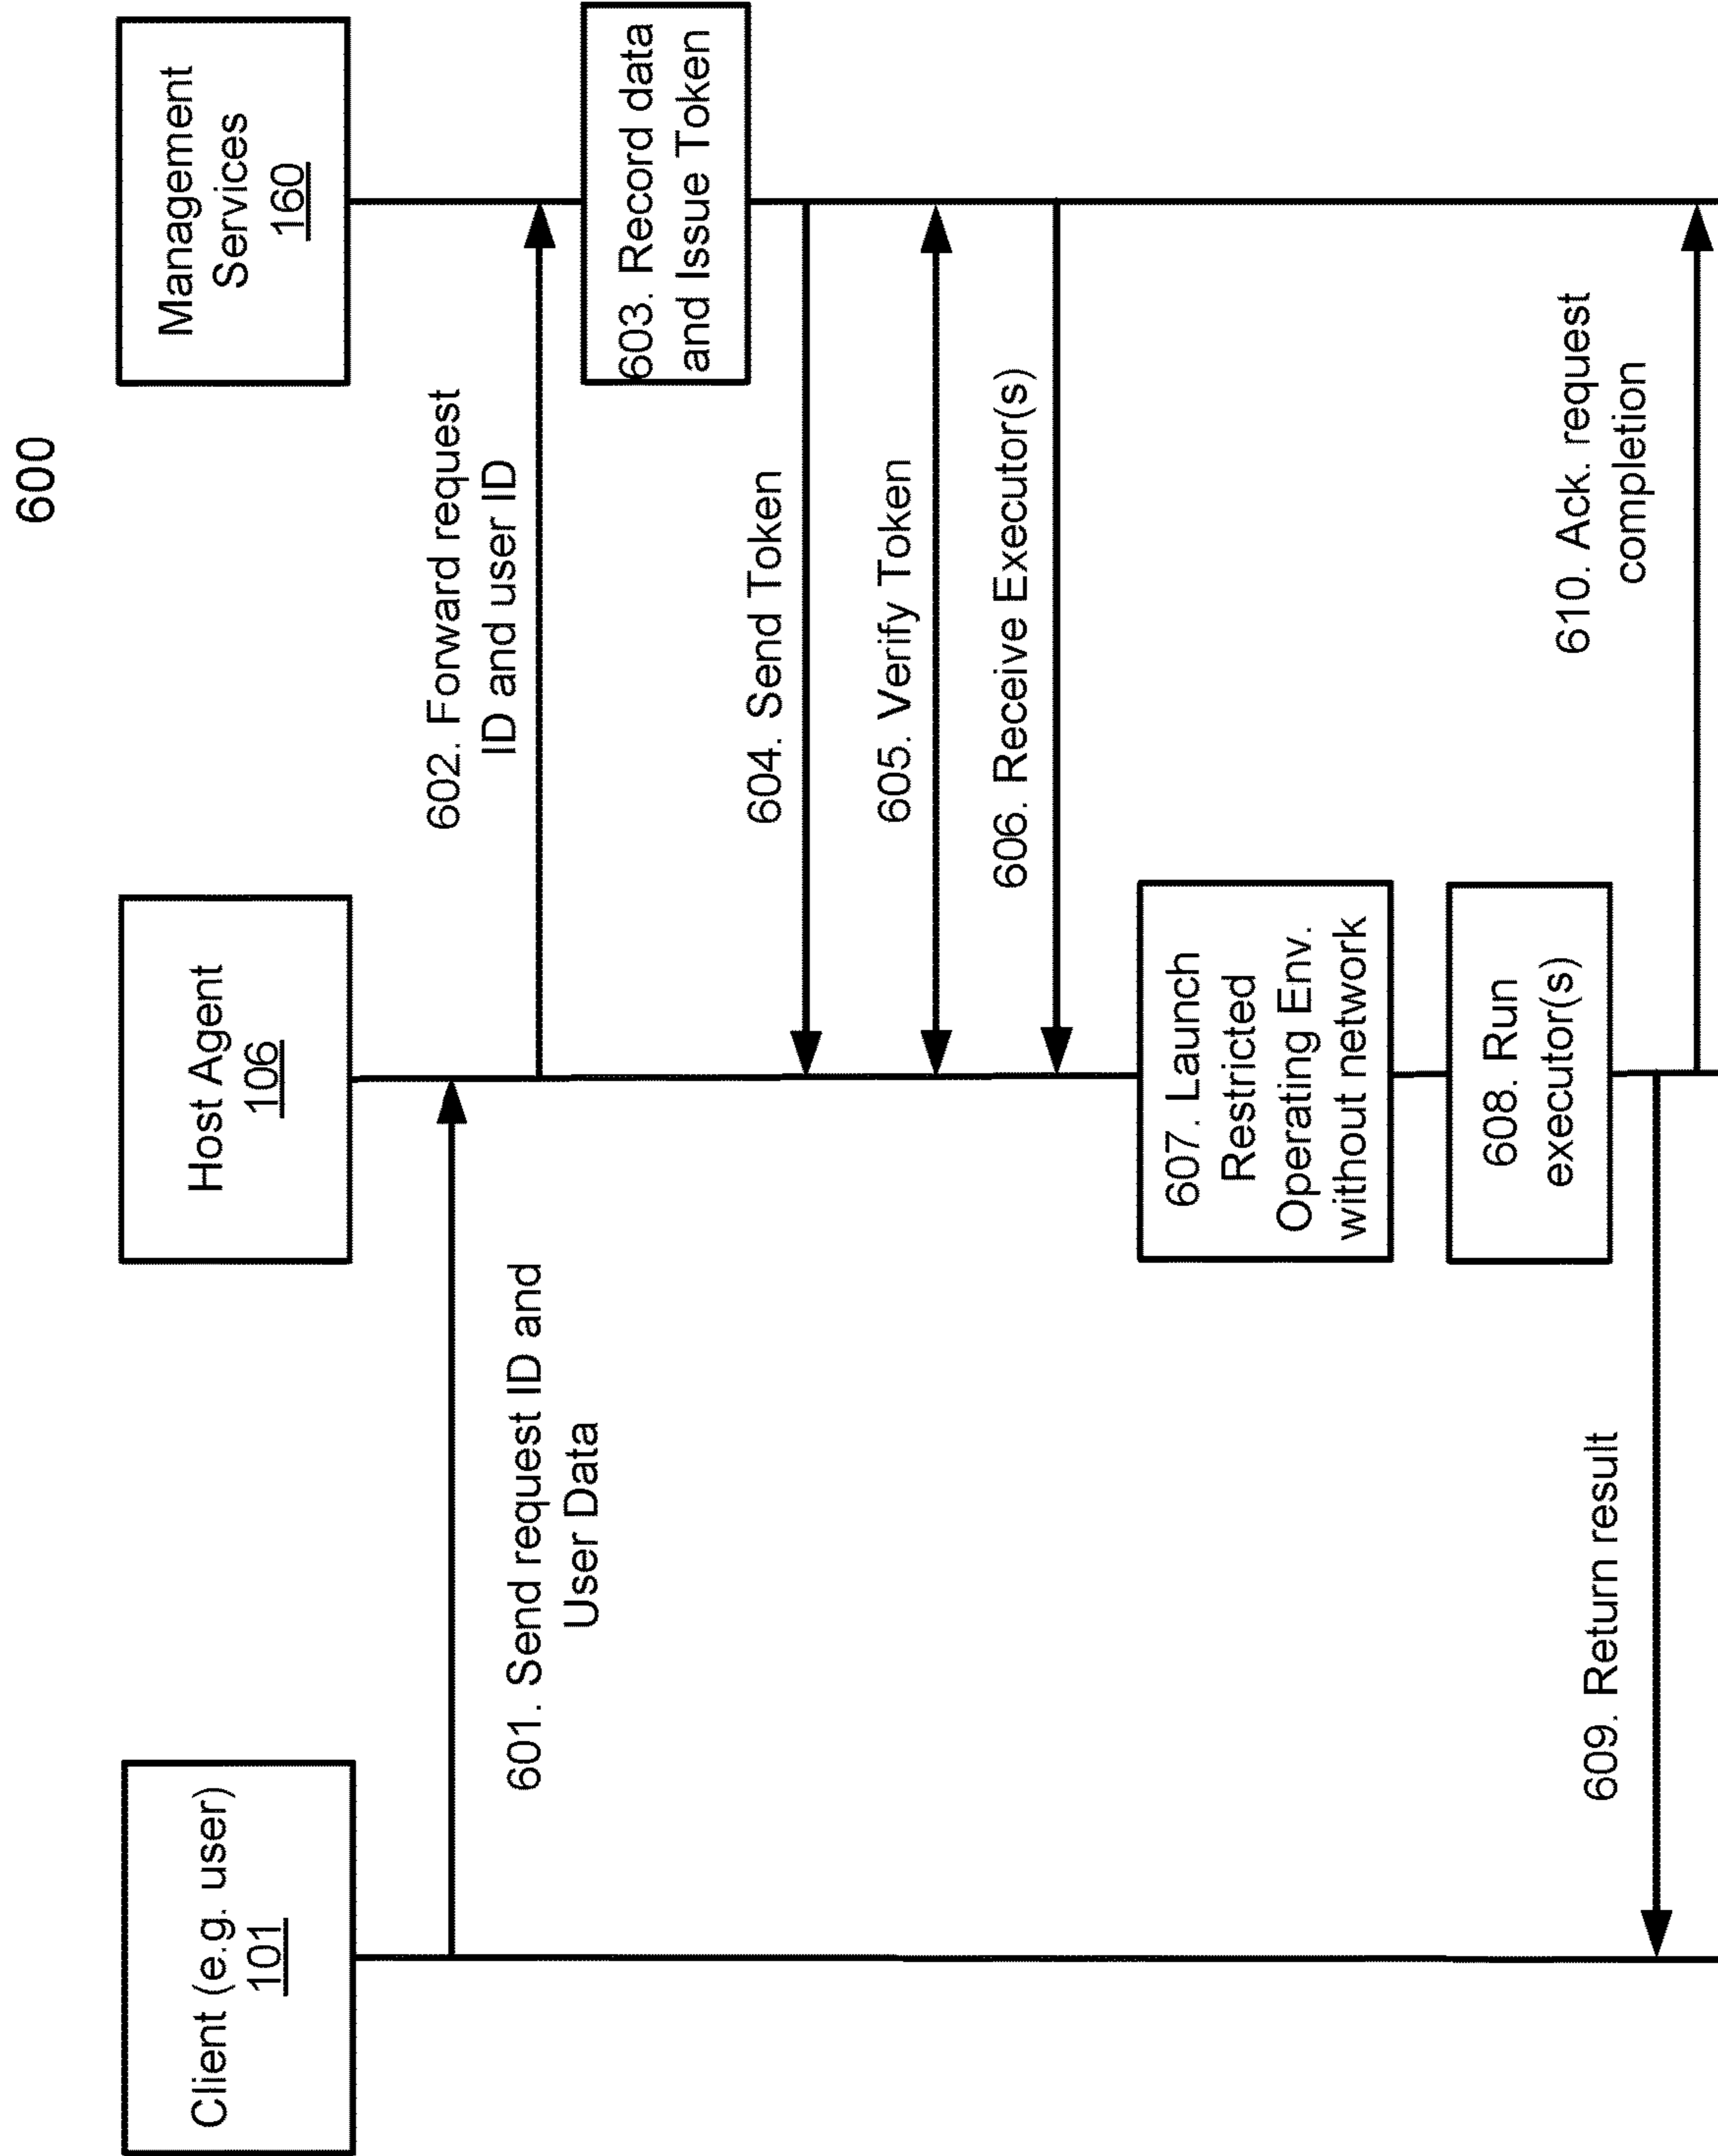 600
Client (e.g. user)
101
Host Agent
106
Management
Services
160
601. Send request ID and
User Data
602. Forward request
ID and user ID
603. Record data
and Issue Token
604. Send Token
605. Verify Token
606. Receive Executor(s)
607. Launch
Restricted
Operating Env.
without network
608. Run
executor(s)
609. Return result
610. Ack. request
completion